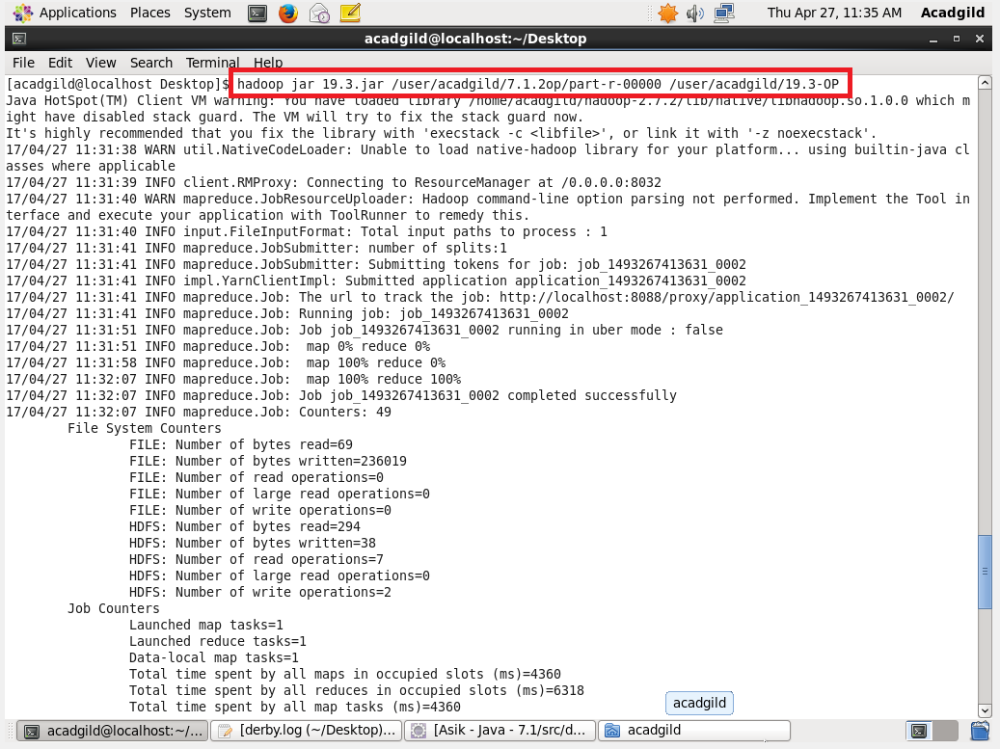 Applications Places System Thu Apr 27, 11:35 AM Acadgild
acadgild@localhost:~/Desktop
File Edit View Search Terminal Help
[acadgild@localhost Desktop]$ hadoop jar 19.3.jar /user/acadgild/7.1.2op/part-r-00000 /user/acadgild/19.3-OP
Java HotSpot(TM) Client VM warning: You have loaded library /home/acadgild/hadoop-2.7.2/lib/native/libhadoop.so.1.0.0 which m
ight have disabled stack guard. The VM will try to fix the stack guard now.
It's highly recommended that you fix the library with 'execstack -c <libfile>', or link it with '-z noexecstack'.
17/04/27 11:31:38 WARN util.NativeCodeLoader: Unable to load native-hadoop library for your platform... using builtin-java cl
asses where applicable
17/04/27 11:31:39 INFO client.RMProxy: Connecting to ResourceManager at /0.0.0.0:8032
17/04/27 11:31:40 WARN mapreduce.JobResourceUploader: Hadoop command-line option parsing not performed. Implement the Tool in
terface and execute your application with ToolRunner to remedy this.
17/04/27 11:31:40 INFO input.FileInputFormat: Total input paths to process : 1
17/04/27 11:31:41 INFO mapreduce.JobSubmitter: number of splits:1
17/04/27 11:31:41 INFO mapreduce.JobSubmitter: Submitting tokens for job: job_1493267413631_0002
17/04/27 11:31:41 INFO impl.YarnClientImpl: Submitted application application_1493267413631_0002
17/04/27 11:31:41 INFO mapreduce.Job: The url to track the job: http://localhost:8088/proxy/application_1493267413631_0002/
17/04/27 11:31:41 INFO mapreduce.Job: Running job: job_1493267413631_0002
17/04/27 11:31:51 INFO mapreduce.Job: Job job_1493267413631_0002 running in uber mode : false
17/04/27 11:31:51 INFO mapreduce.Job:  map 0% reduce 0%
17/04/27 11:31:58 INFO mapreduce.Job:  map 100% reduce 0%
17/04/27 11:32:07 INFO mapreduce.Job:  map 100% reduce 100%
17/04/27 11:32:07 INFO mapreduce.Job: Job job_1493267413631_0002 completed successfully
17/04/27 11:32:07 INFO mapreduce.Job: Counters: 49
File System Counters
FILE: Number of bytes read=69
FILE: Number of bytes written=236019
FILE: Number of read operations=0
FILE: Number of large read operations=0
FILE: Number of write operations=0
HDFS: Number of bytes read=294
HDFS: Number of bytes written=38
HDFS: Number of read operations=7
HDFS: Number of large read operations=0
HDFS: Number of write operations=2
Job Counters
Launched map tasks=1
Launched reduce tasks=1
Data-local map tasks=1
Total time spent by all maps in occupied slots (ms)=4360
Total time spent by all reduces in occupied slots (ms)=6318
Total time spent by all map tasks (ms)=4360
acadgild
acadgild@localhost:~/... [derby.log (~/Desktop)... [Asik - Java - 7.1/src/d... acadgild